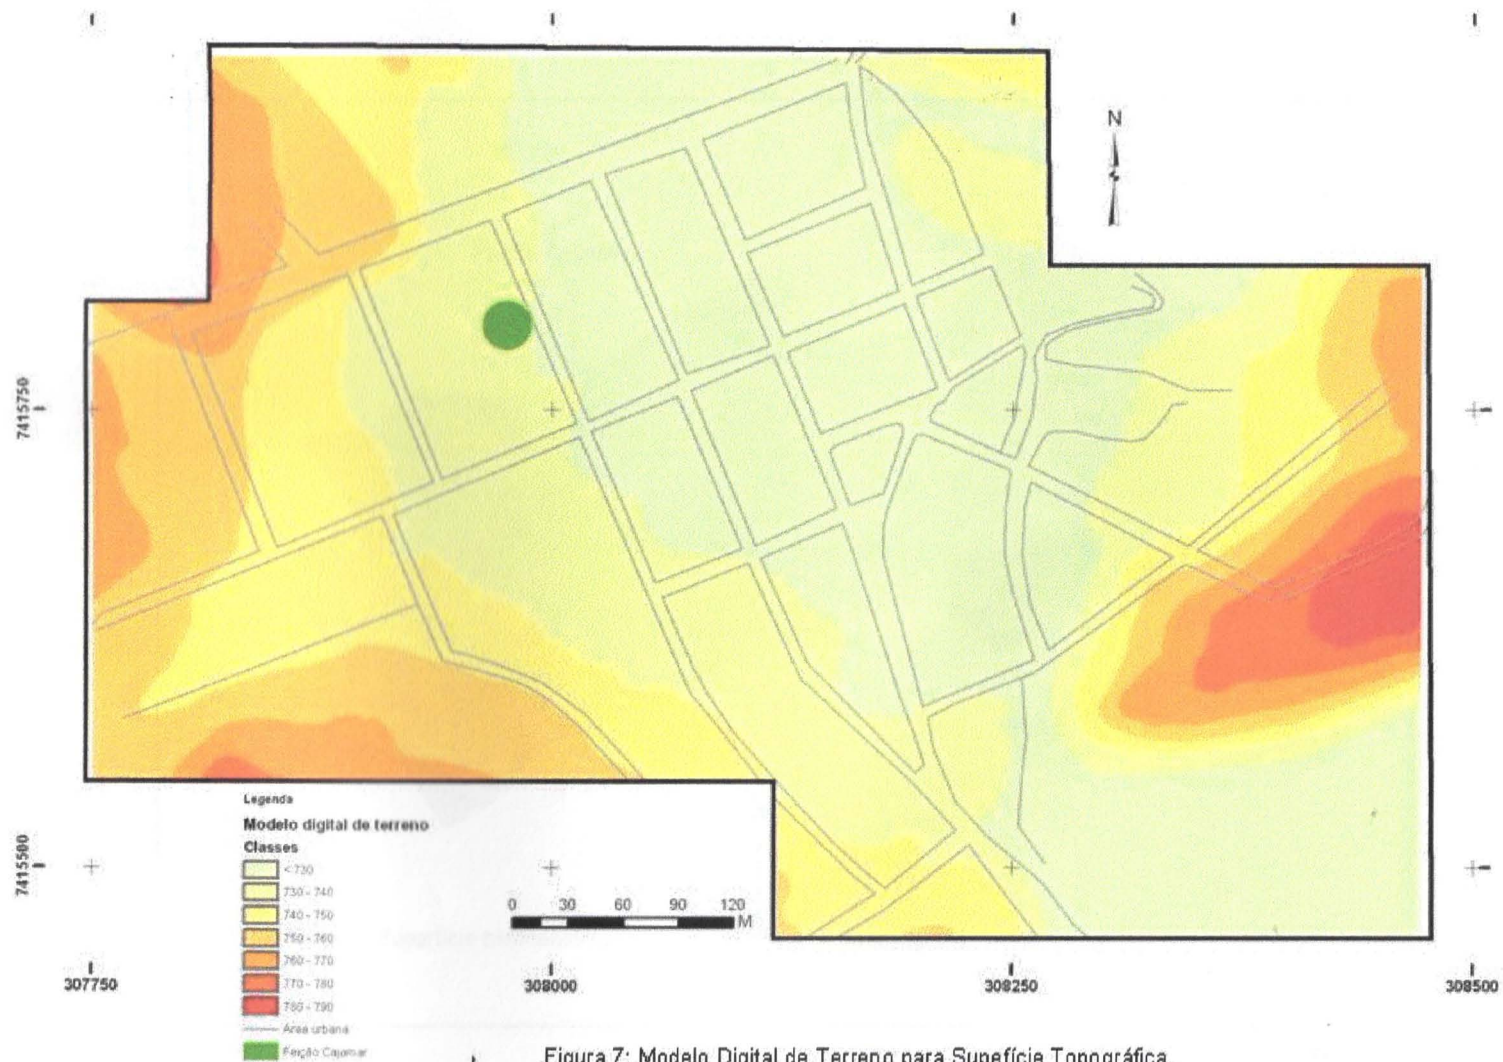 N
7415750
7415500
Legenda
Modelo digital de terreno
Classes
< 730
730 - 740
740 - 750
750 - 760
760 - 770
770 - 780
780 - 790
Área urbana
Feição Cajamar
0 30 60 90 120
M
307750 308000 308250 308500
Figura 7: Modelo Digital de Terreno para Supefície Topográfica